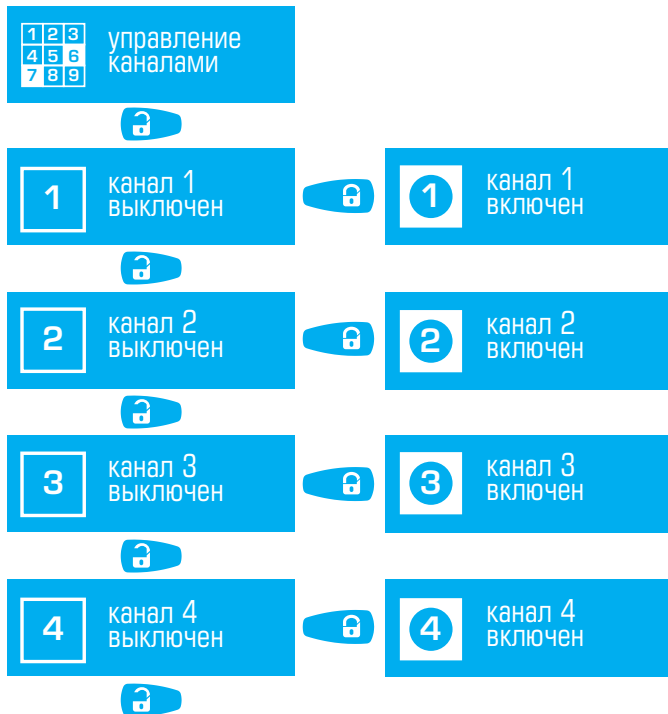 1 2 3
4 5 6
7 8 9
управление
каналами
1
канал 1
выключен
1
канал 1
включен
2
канал 2
выключен
2
канал 2
включен
3
канал 3
выключен
3
канал 3
включен
4
канал 4
выключен
4
канал 4
включен